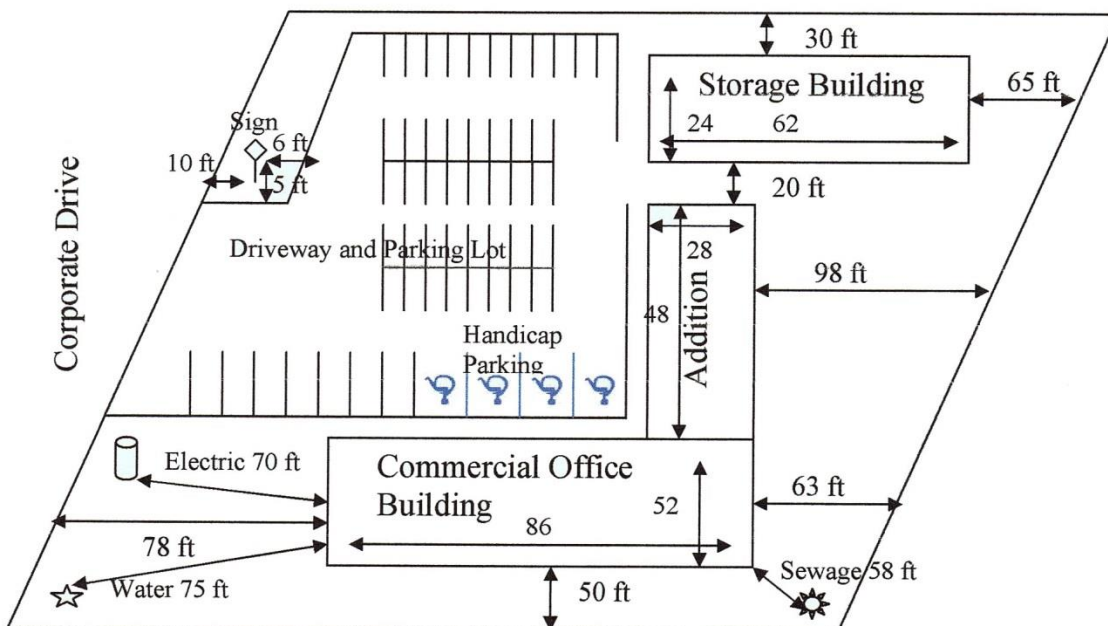 30 ft
Storage Building
65 ft
24
62
Sign
6 ft
10 ft
5 ft
20 ft
Corporate Drive
Driveway and Parking Lot
28
98 ft
48
Addition
Handicap
Parking
Electric 70 ft
Commercial Office
Building
52
63 ft
86
78 ft
Water 75 ft
50 ft
Sewage 58 ft